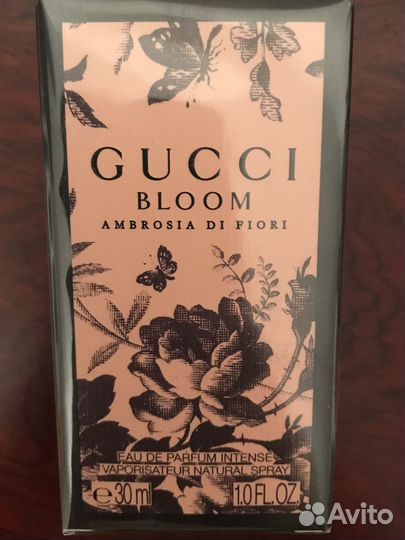 GUCCI
BLOOM
AMBROSIA DI FIORI
EAU DE PARFUM INTENSE
VAPORISATEUR NATURAL SPRAY
℮ 30 ml 1.0 FL.OZ.
Avito